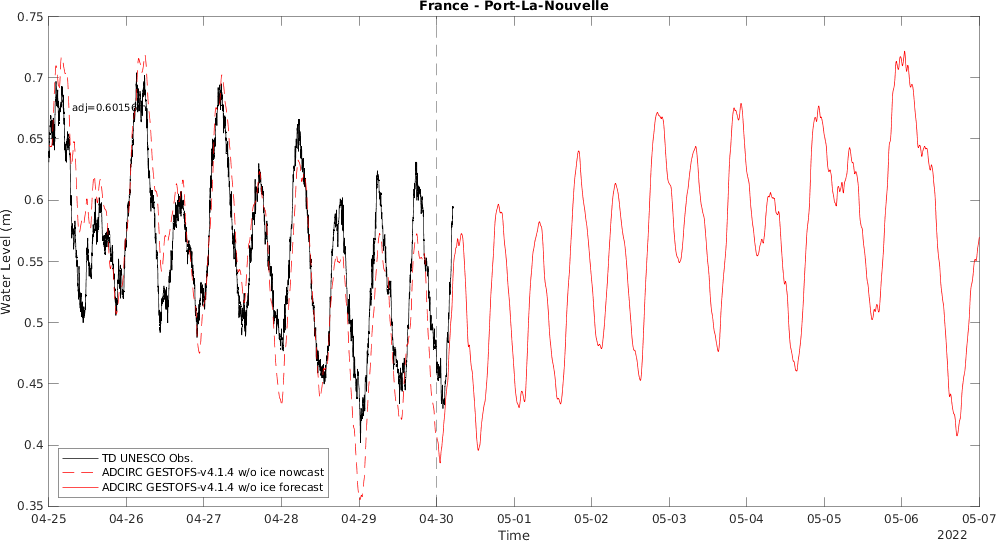 France - Port-La-Nouvelle
0.75
0.7
0.65
0.6
0.55
0.5
0.45
0.4
0.35
Water Level (m)
adj=0.60156
TD UNESCO Obs.
ADCIRC GESTOFS-v4.1.4 w/o ice nowcast
ADCIRC GESTOFS-v4.1.4 w/o ice forecast
04-25 04-26 04-27 04-28 04-29 04-30 05-01 05-02 05-03 05-04 05-05 05-06 05-07
Time
2022